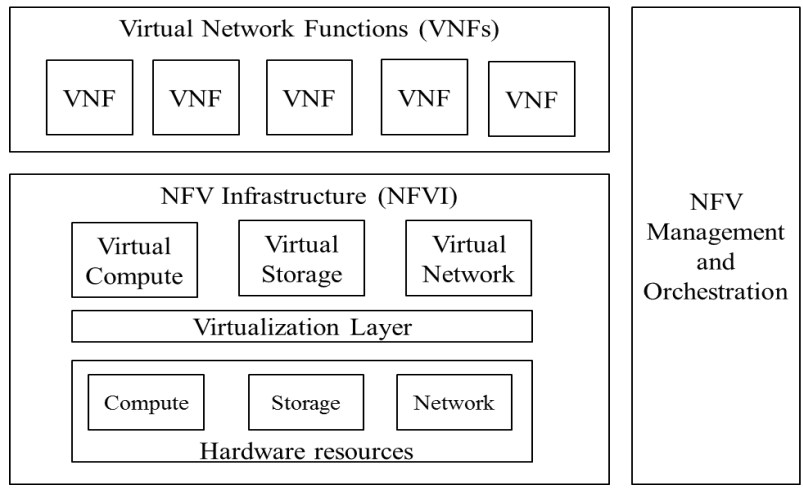 Virtual Network Functions (VNFs)
VNF
VNF
VNF
VNF
VNF
NFV Infrastructure (NFVI)
Virtual
Compute
Virtual
Storage
Virtual
Network
Virtualization Layer
Compute
Storage
Network
Hardware resources
NFV
Management
and
Orchestration